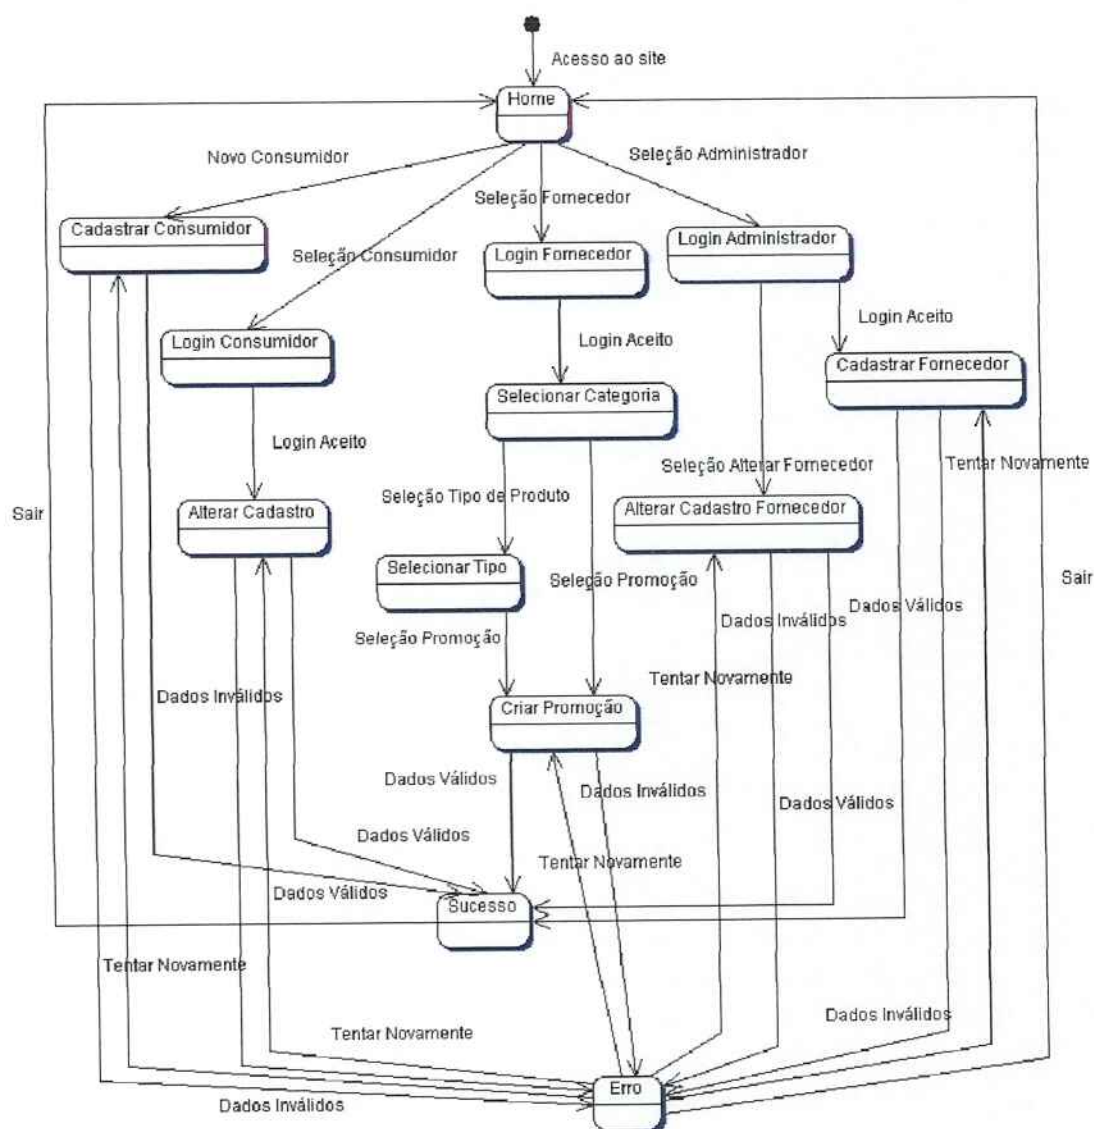 Acesso ao site
Home
Novo Consumidor
Seleção Administrador
Seleção Fornecedor
Cadastrar Consumidor
Login Administrador
Seleção Consumidor
Login Fornecedor
Login Aceito
Login Consumidor
Login Aceito
Cadastrar Fornecedor
Selecionar Categoria
Login Aceito
Seleção Alterar Fornecedor
Tentar Novamente
Seleção Tipo de Produto
Sair
Alterar Cadastro
Alterar Cadastro Fornecedor
Selecionar Tipo
Seleção Promoção
Sair
Dados Válidos
Dados Inválidos
Seleção Promoção
Tentar Novamente
Dados Inválidos
Criar Promoção
Dados Válidos
Dados Inválidos
Dados Válidos
Dados Válidos
Tentar Novamente
Dados Válidos
Sucesso
Tentar Novamente
Dados Inválidos
Tentar Novamente
Erro
Dados Inválidos